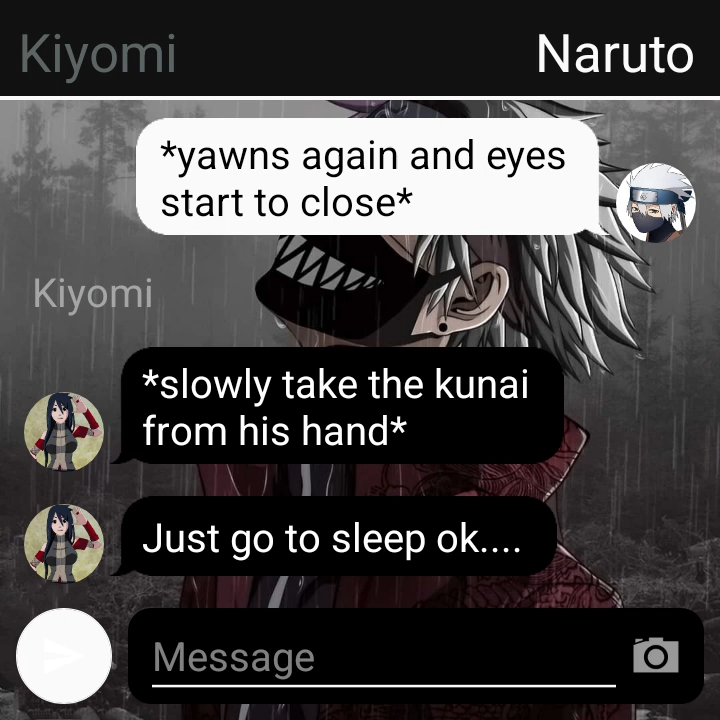 Kiyomi
Naruto
*yawns again and eyes
start to close*
Kiyomi
*slowly take the kunai
from his hand*
Just go to sleep ok....
Message